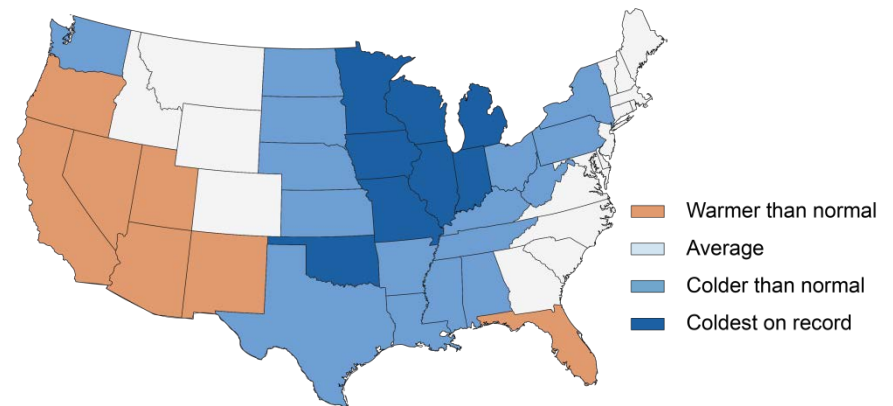 Warmer than normal
Average
Colder than normal
Coldest on record